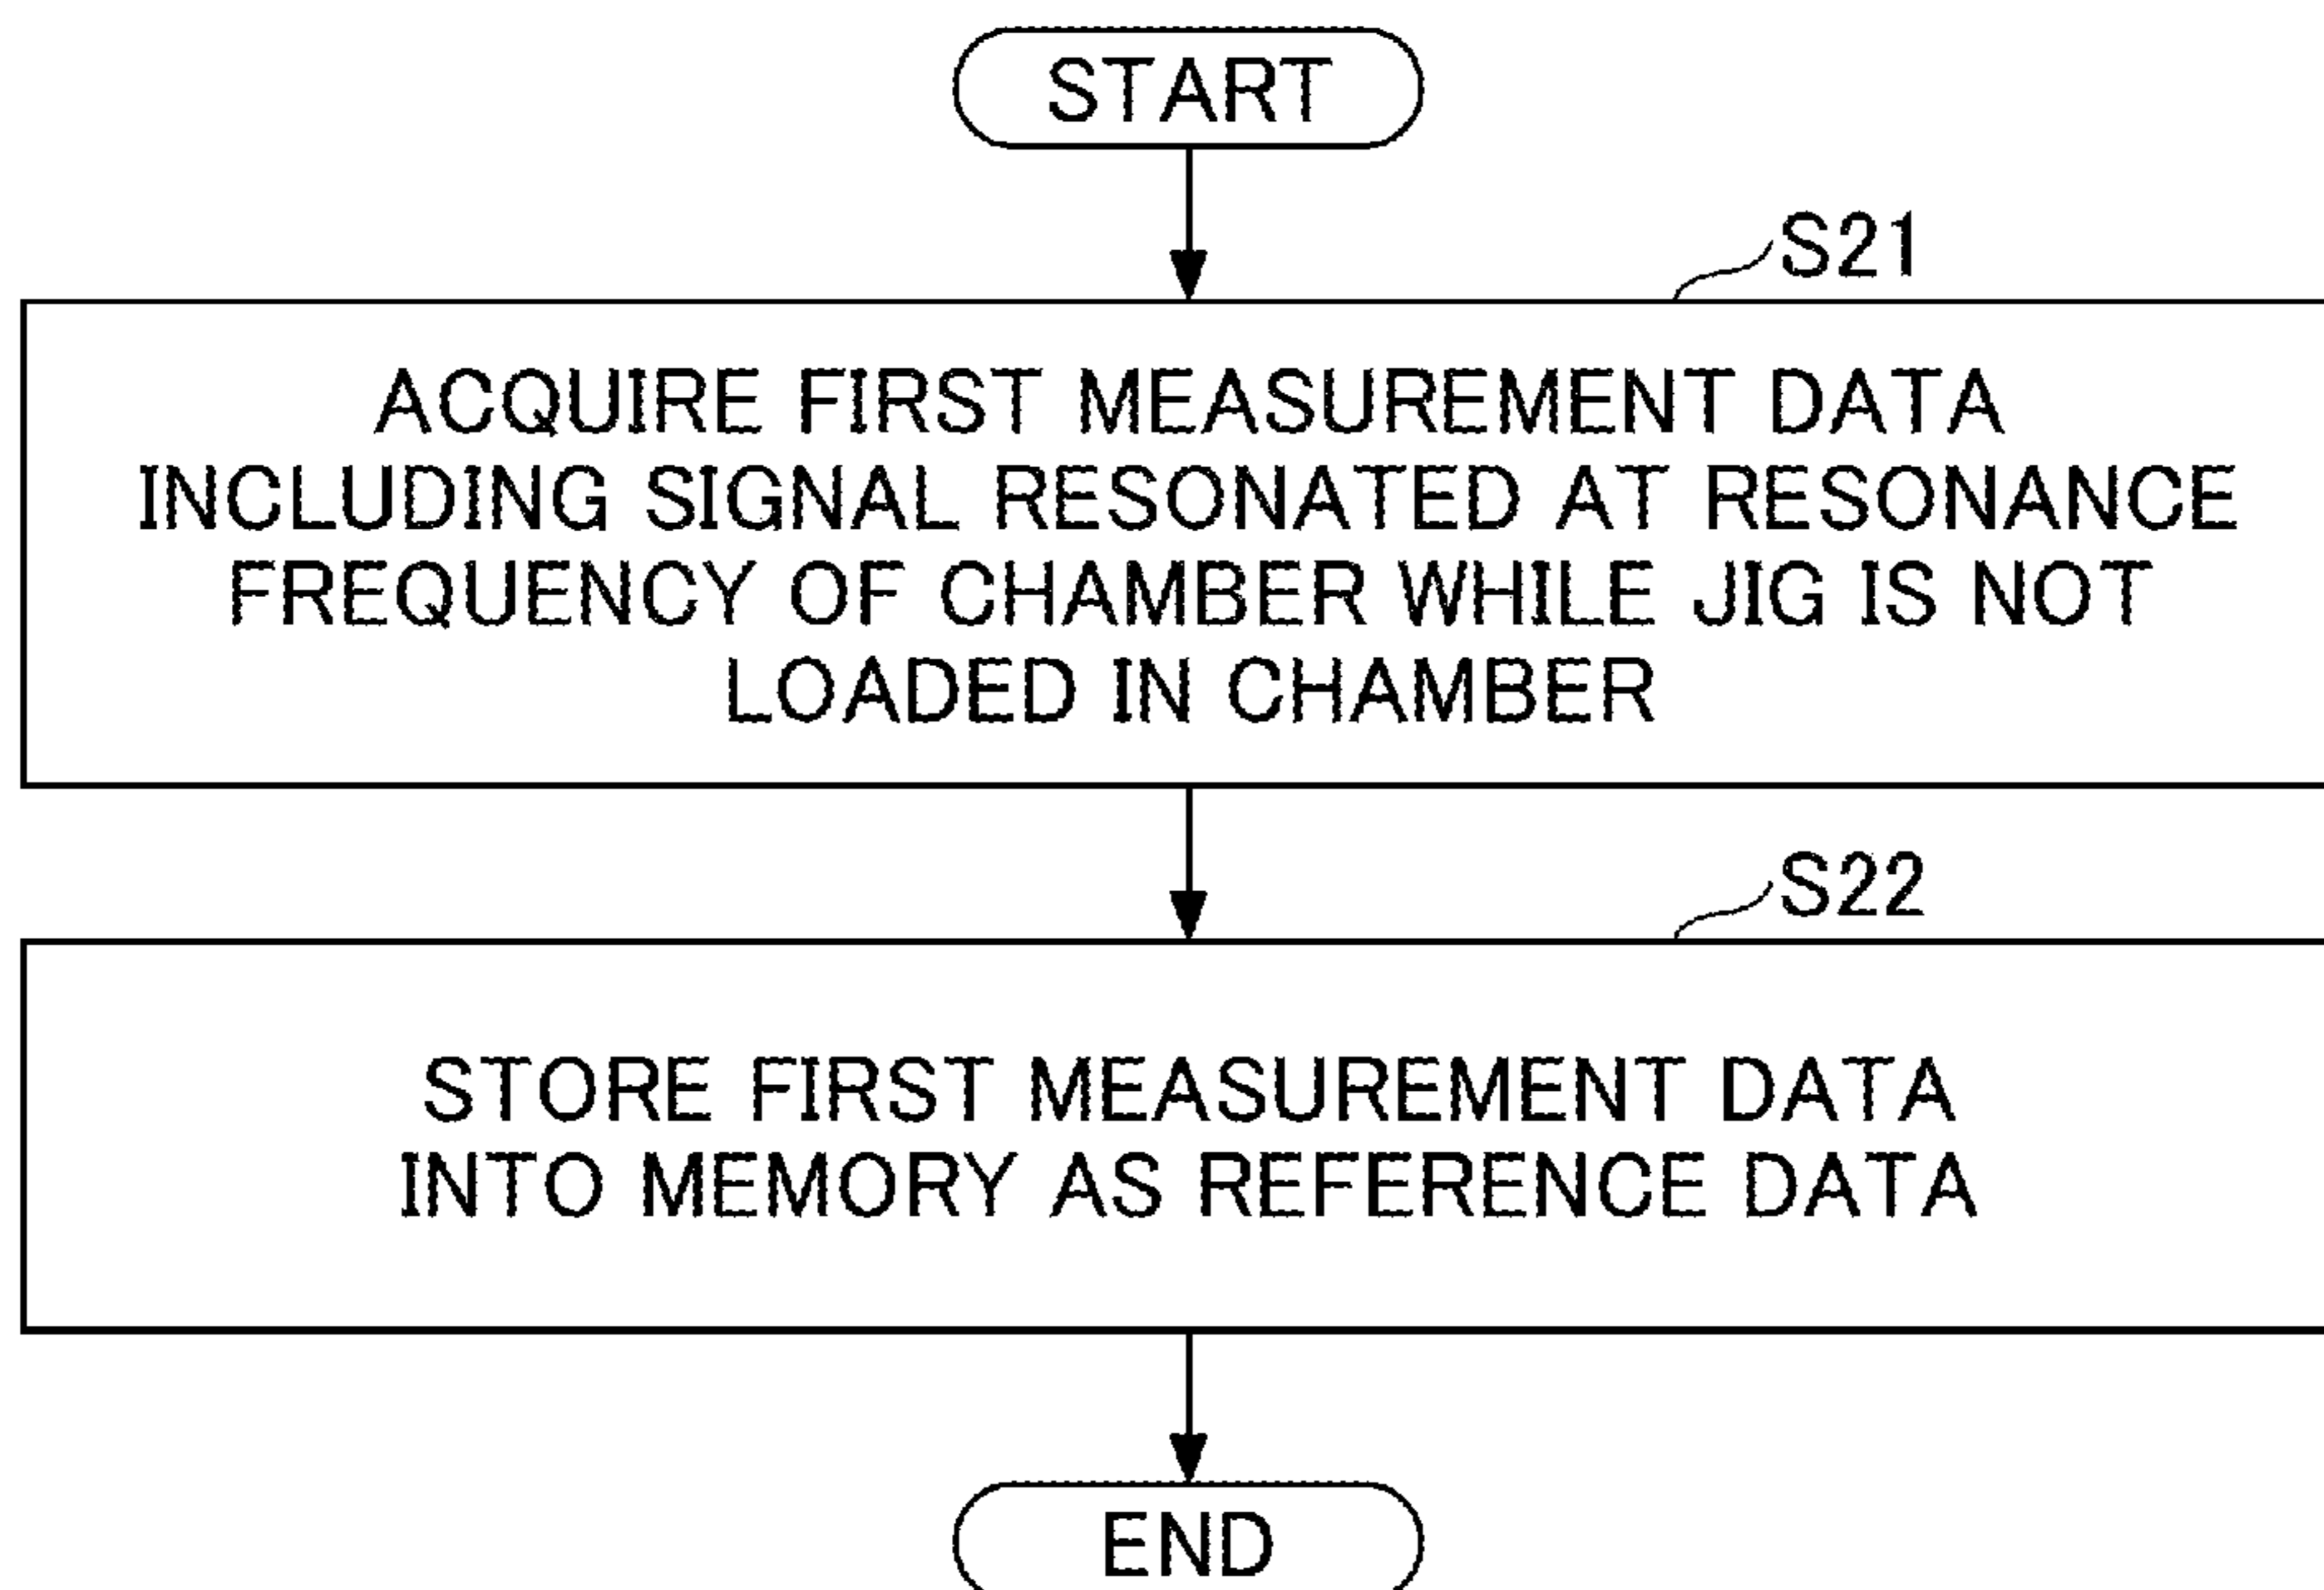 START
S21
ACQUIRE FIRST MEASUREMENT DATA
INCLUDING SIGNAL RESONATED AT RESONANCE
FREQUENCY OF CHAMBER WHILE JIG IS NOT
LOADED IN CHAMBER
S22
STORE FIRST MEASUREMENT DATA
INTO MEMORY AS REFERENCE DATA
END